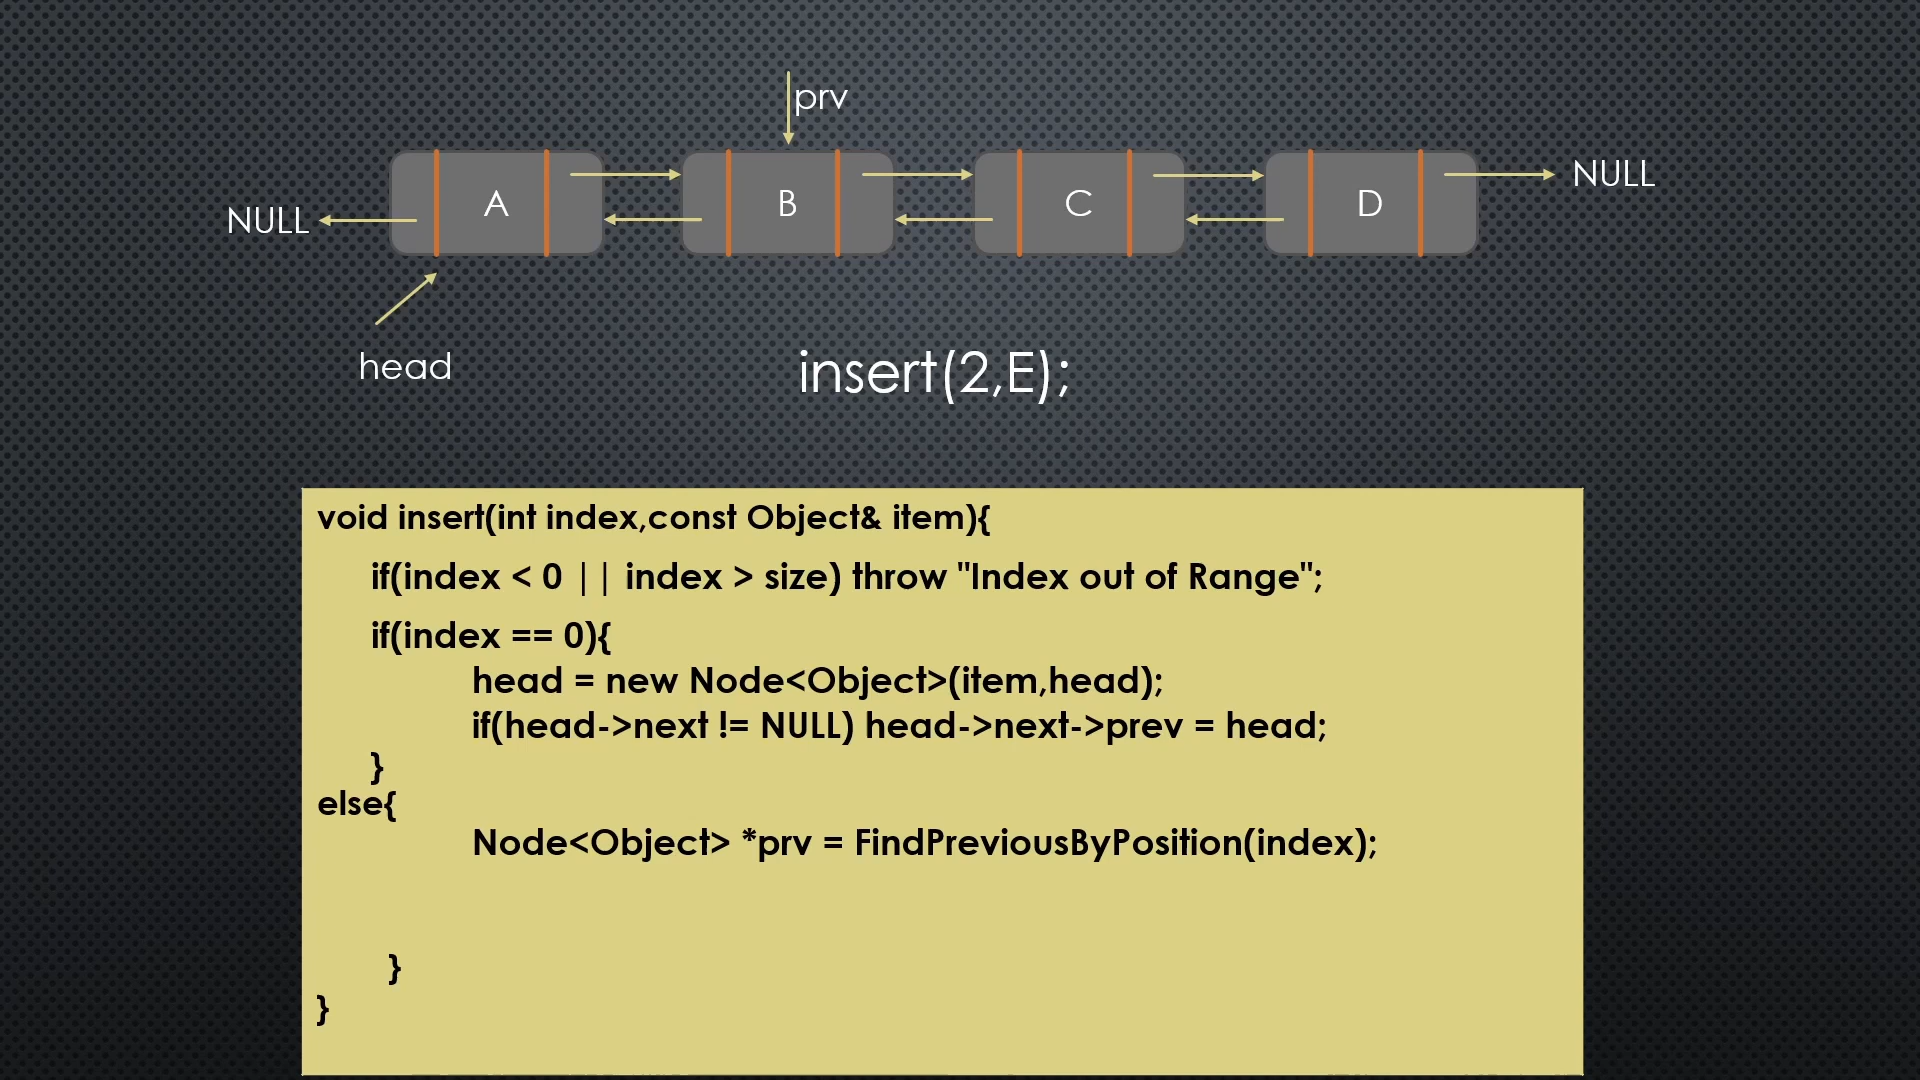 prv
NULL
A
B
C
D
NULL
head
insert(2,E);
void insert(int index,const Object& item){
if(index < 0 || index > size) throw "Index out of Range";
if(index == 0){
head = new Node<Object>(item,head);
if(head->next != NULL) head->next->prev = head;
}
else{
Node<Object> *prv = FindPreviousByPosition(index);
}
}